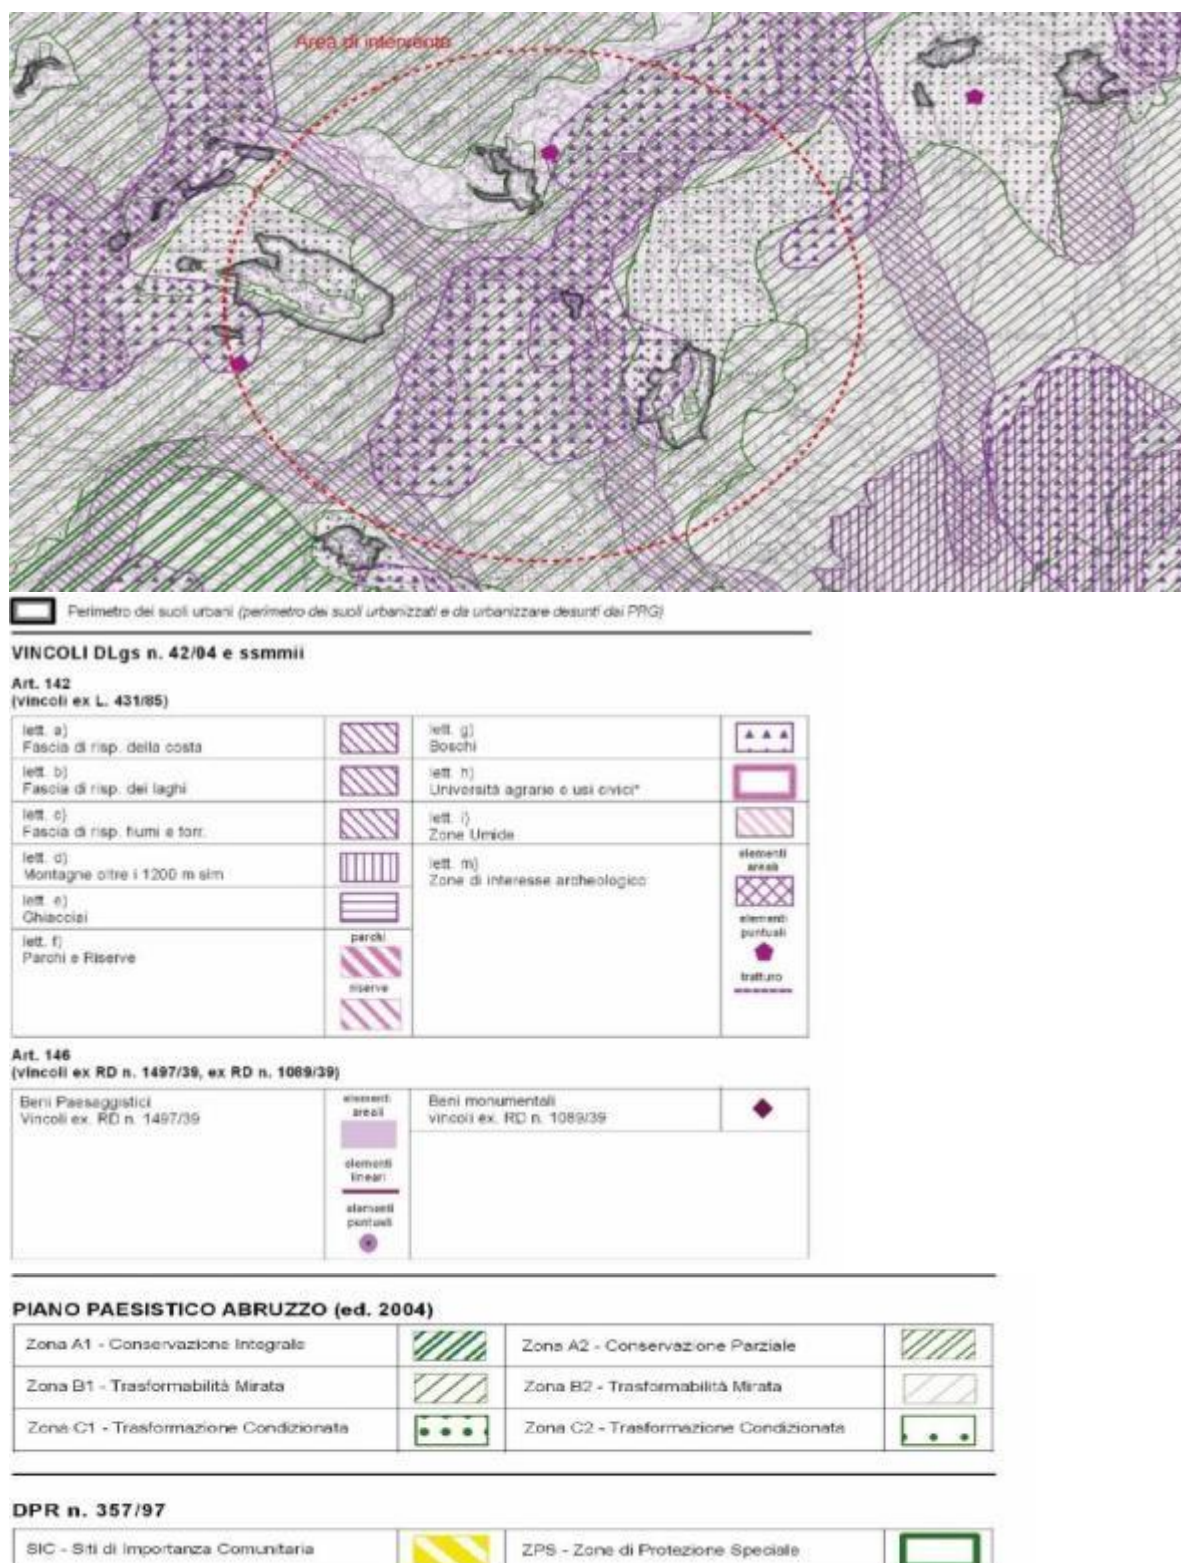 Area di intervento
Perimetro dei suoli urbani (perimetro dei suoli urbanizzati e da urbanizzare desunti dai PRG)
VINCOLI DLgs n. 42/04 e ssmmii
Art. 142
(vincoli ex L. 431/85)
lett. a)
Fascia di risp. della costa
lett. g)
Boschi
lett. b)
Fascia di risp. dei laghi
lett. h)
Università agrarie e usi civici*
lett. c)
Fascia di risp. fiumi e torr.
lett. i)
Zone Umide
lett. d)
Montagne oltre i 1200 m slm
lett. m)
Zone di interesse archeologico
elementi
areali
lett. e)
Ghiacciai
elementi
puntuali
lett. f)
Parchi e Riserve
parchi
riserve
tratturo
Art. 146
(vincoli ex RD n. 1497/39, ex RD n. 1089/39)
Beni Paesaggistici
Vincoli ex. RD n. 1497/39
elementi
areali
elementi
lineari
elementi
puntuali
Beni monumentali
vincoli ex. RD n. 1089/39
PIANO PAESISTICO ABRUZZO (ed. 2004)
Zona A1 - Conservazione Integrale
Zona A2 - Conservazione Parziale
Zona B1 - Trasformabilità Mirata
Zona B2 - Trasformabilità Mirata
Zona C1 - Trasformazione Condizionata
Zona C2 - Trasformazione Condizionata
DPR n. 357/97
SIC - Siti di Importanza Comunitaria
ZPS - Zone di Protezione Speciale